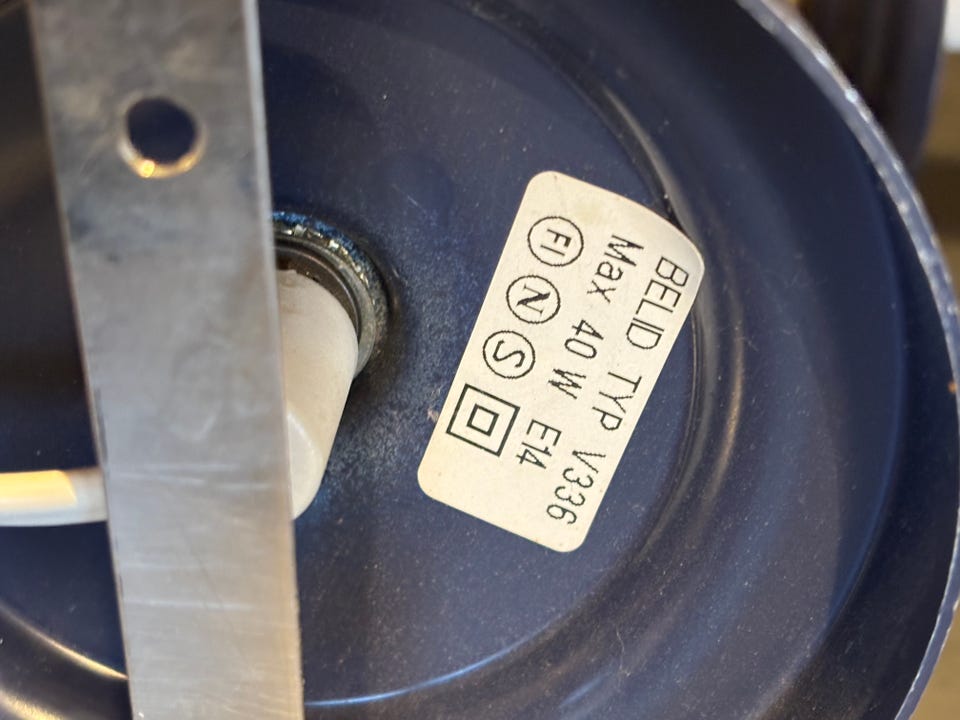 BELID TYP V336
Max 40 W E14
FI N S